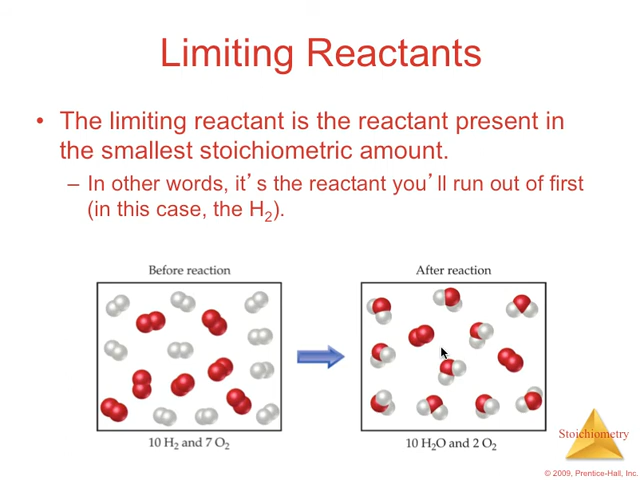 Limiting Reactants
• The limiting reactant is the reactant present in
the smallest stoichiometric amount.
– In other words, it’s the reactant you’ll run out of first
(in this case, the H₂).
Before reaction
After reaction
10 H₂ and 7 O₂
10 H₂O and 2 O₂
Stoichiometry
© 2009, Prentice-Hall, Inc.